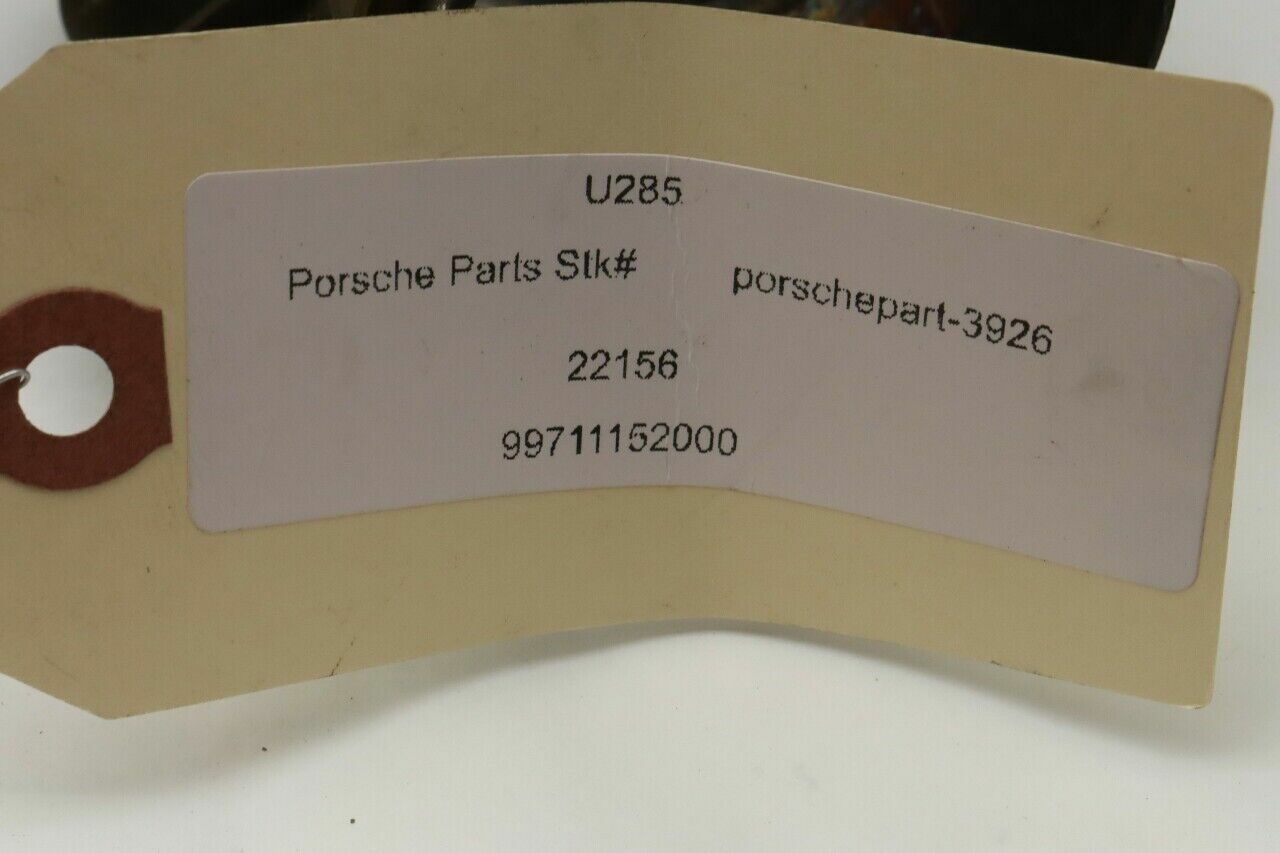 U285
Porsche Parts Stk# porschepart-3926
22156
99711152000